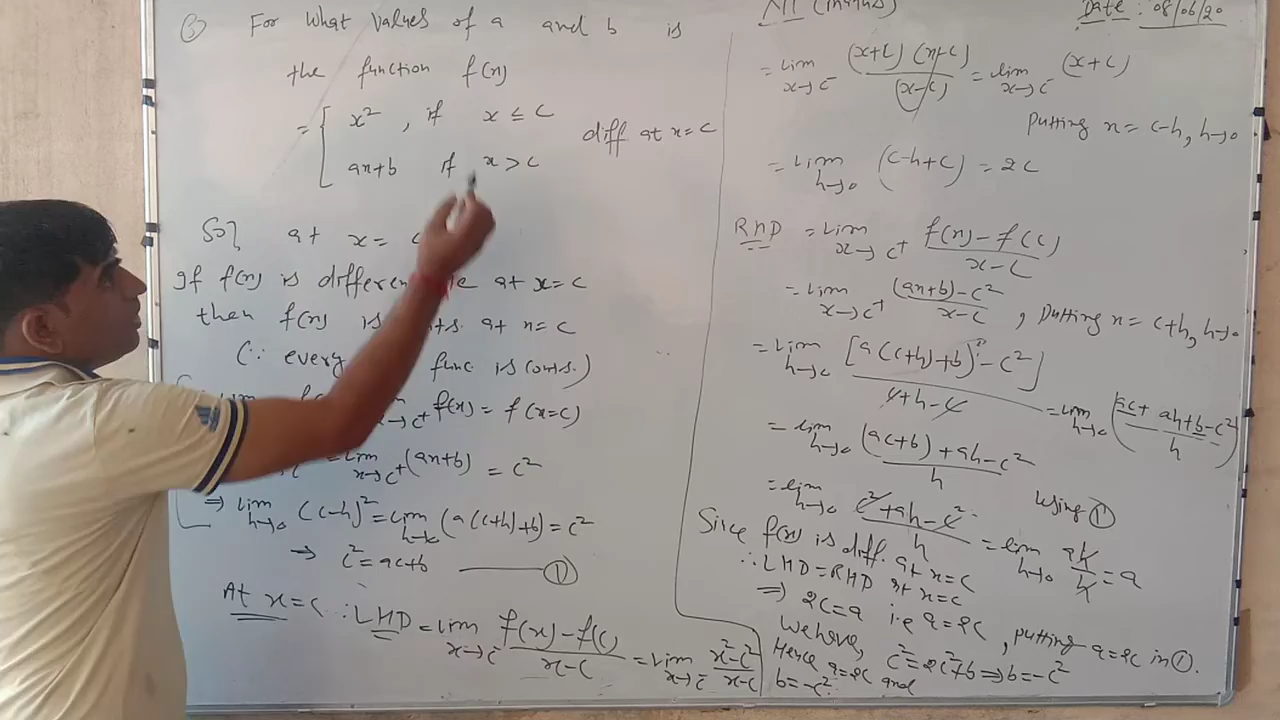 (3) For what values of a and b is
the function f(x)
= { x² , if x ≤ c
ax+b if x > c
diff at x=c
Sol at x=
If f(x) is differen at x=c
then f(x) is at x=c
(∵ every func is conts.)
f(x) = f(x=c)
= lim x→c⁺ (ax+b) = c²
⇒ lim h→0 (c-h)² = lim h→0 (a(c+h)+b) = c²
⇒ c² = ac+b —— (1)
At x=c ∴ LHD = lim x→c⁻ f(x)-f(c) / x-c = lim x→c⁻ x²-c² / x-c
Date: 08/06/20
= lim x→c⁻ (x+c)(x-c) / (x-c) = lim x→c⁻ (x+c)
putting x = c-h, h→0
= lim h→0 (c-h+c) = 2c
RHD = lim x→c⁺ f(x)-f(c) / x-c
= lim x→c⁺ (ax+b)-c² / x-c , putting x = c+h, h→0
= lim h→0 [a(c+h)+b)-c²] / c+h-c = lim h→0 (ac+ah+b-c² / h)
= lim h→0 (ac+b)+ah-c² / h
= lim h→0 c²+ah-c² / h = lim h→0 ah / h = a
using (1)
Since f(x) is diff. at x=c
∴ LHD = RHD at x=c
⇒ 2c=a i.e a=2c , putting a=2c in (1).
we have, c²=2c²+b ⇒ b=-c²
Hence a=2c and
b=-c²